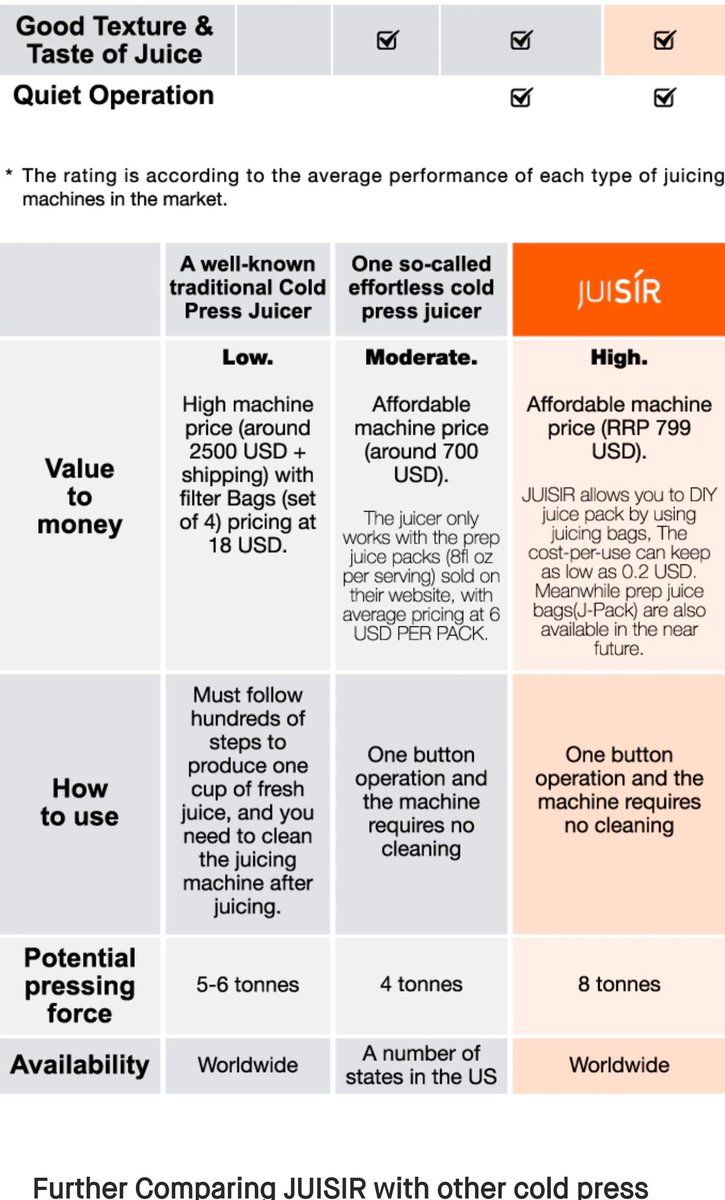 Good Texture &
Taste of Juice
Quiet Operation
* The rating is according to the average performance of each type of juicing
machines in the market.
A well-known
traditional Cold
Press Juicer
One so-called
effortless cold
press juicer
JUISÍR
Value
to
money
Low.
High machine
price (around
2500 USD +
shipping) with
filter Bags (set
of 4) pricing at
18 USD.
Moderate.
Affordable
machine price
(around 700
USD).
The juicer only
works with the prep
juice packs (8fl oz
per serving) sold on
their website, with
average pricing at 6
USD PER PACK.
High.
Affordable machine
price (RRP 799
USD).
JUISIR allows you to DIY
juice pack by using
juicing bags, The
cost-per-use can keep
as low as 0.2 USD.
Meanwhile prep juice
bags(J-Pack) are also
available in the near
future.
How
to use
Must follow
hundreds of
steps to
produce one
cup of fresh
juice, and you
need to clean
the juicing
machine after
juicing.
One button
operation and
the machine
requires no
cleaning
One button
operation and the
machine requires
no cleaning
Potential
pressing
force
5-6 tonnes
4 tonnes
8 tonnes
Availability
Worldwide
A number of
states in the US
Worldwide
Further Comparing JUISIR with other cold press